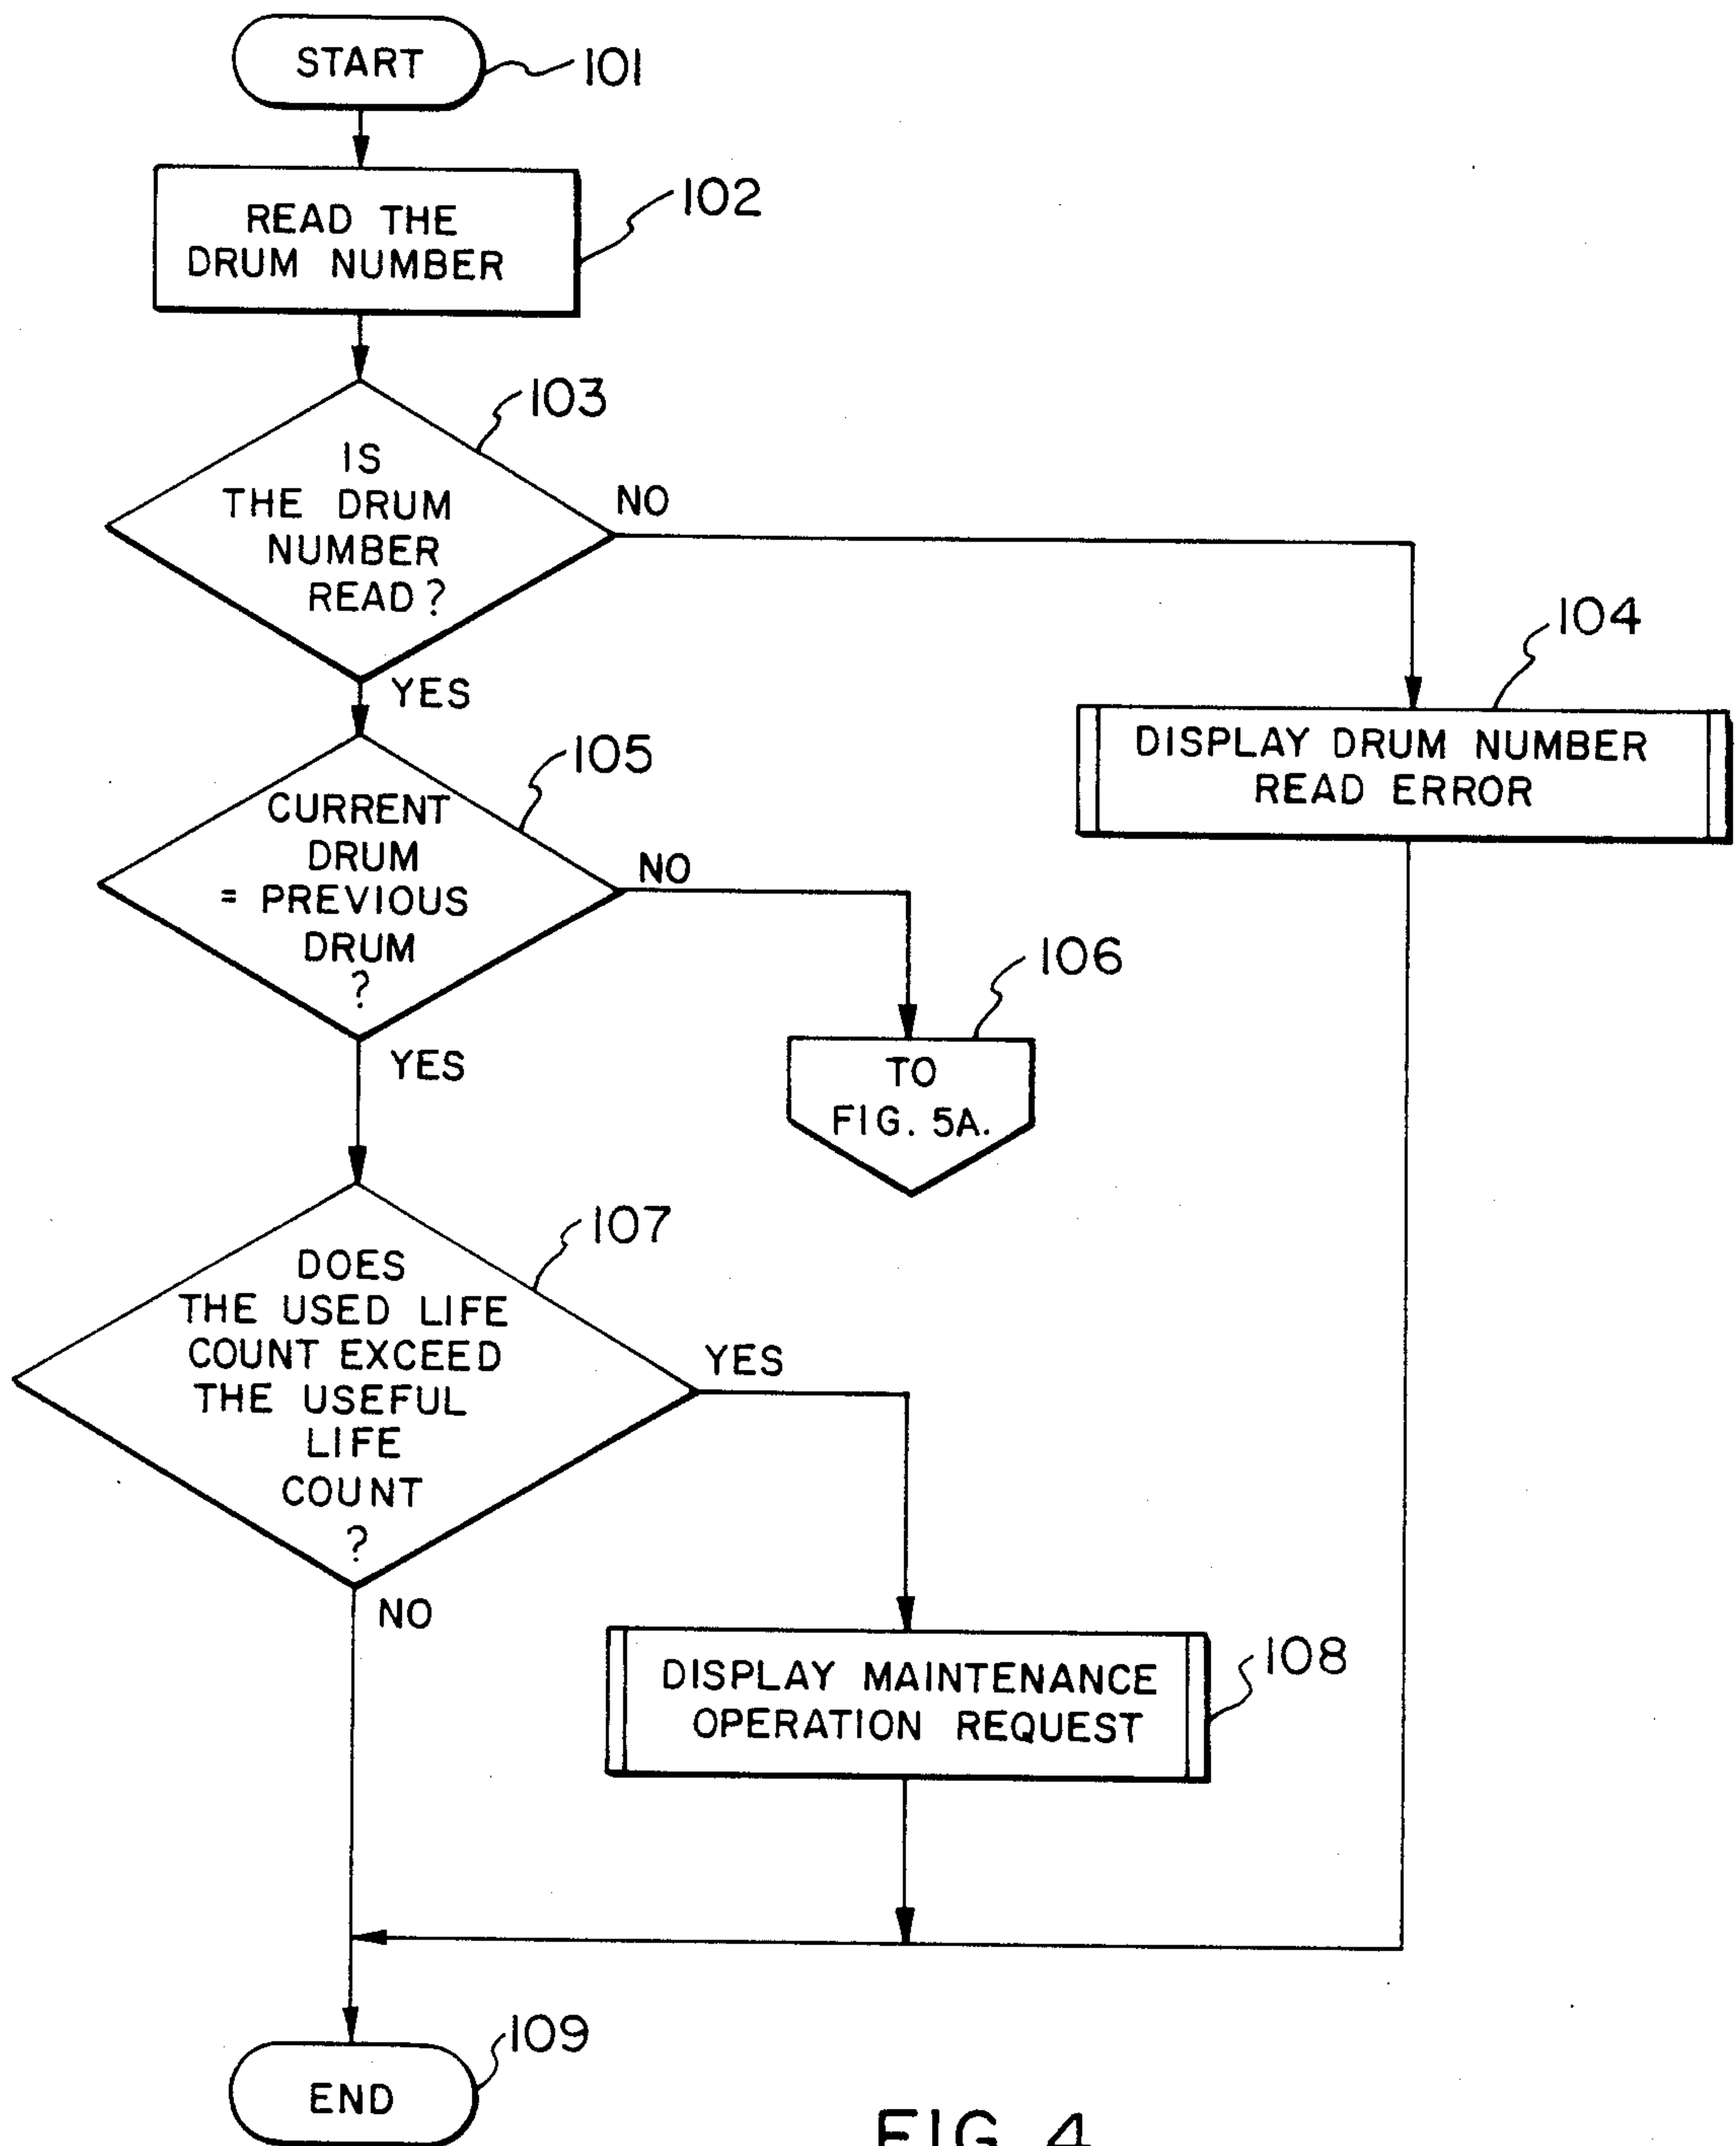 START
101
READ THE
DRUM NUMBER
102
IS
THE DRUM
NUMBER
READ?
103
NO
YES
104
DISPLAY DRUM NUMBER
READ ERROR
105
CURRENT
DRUM
= PREVIOUS
DRUM
?
NO
YES
106
TO
FIG. 5A.
107
DOES
THE USED LIFE
COUNT EXCEED
THE USEFUL
LIFE
COUNT
?
YES
NO
DISPLAY MAINTENANCE
OPERATION REQUEST
108
109
END
FIG. 4